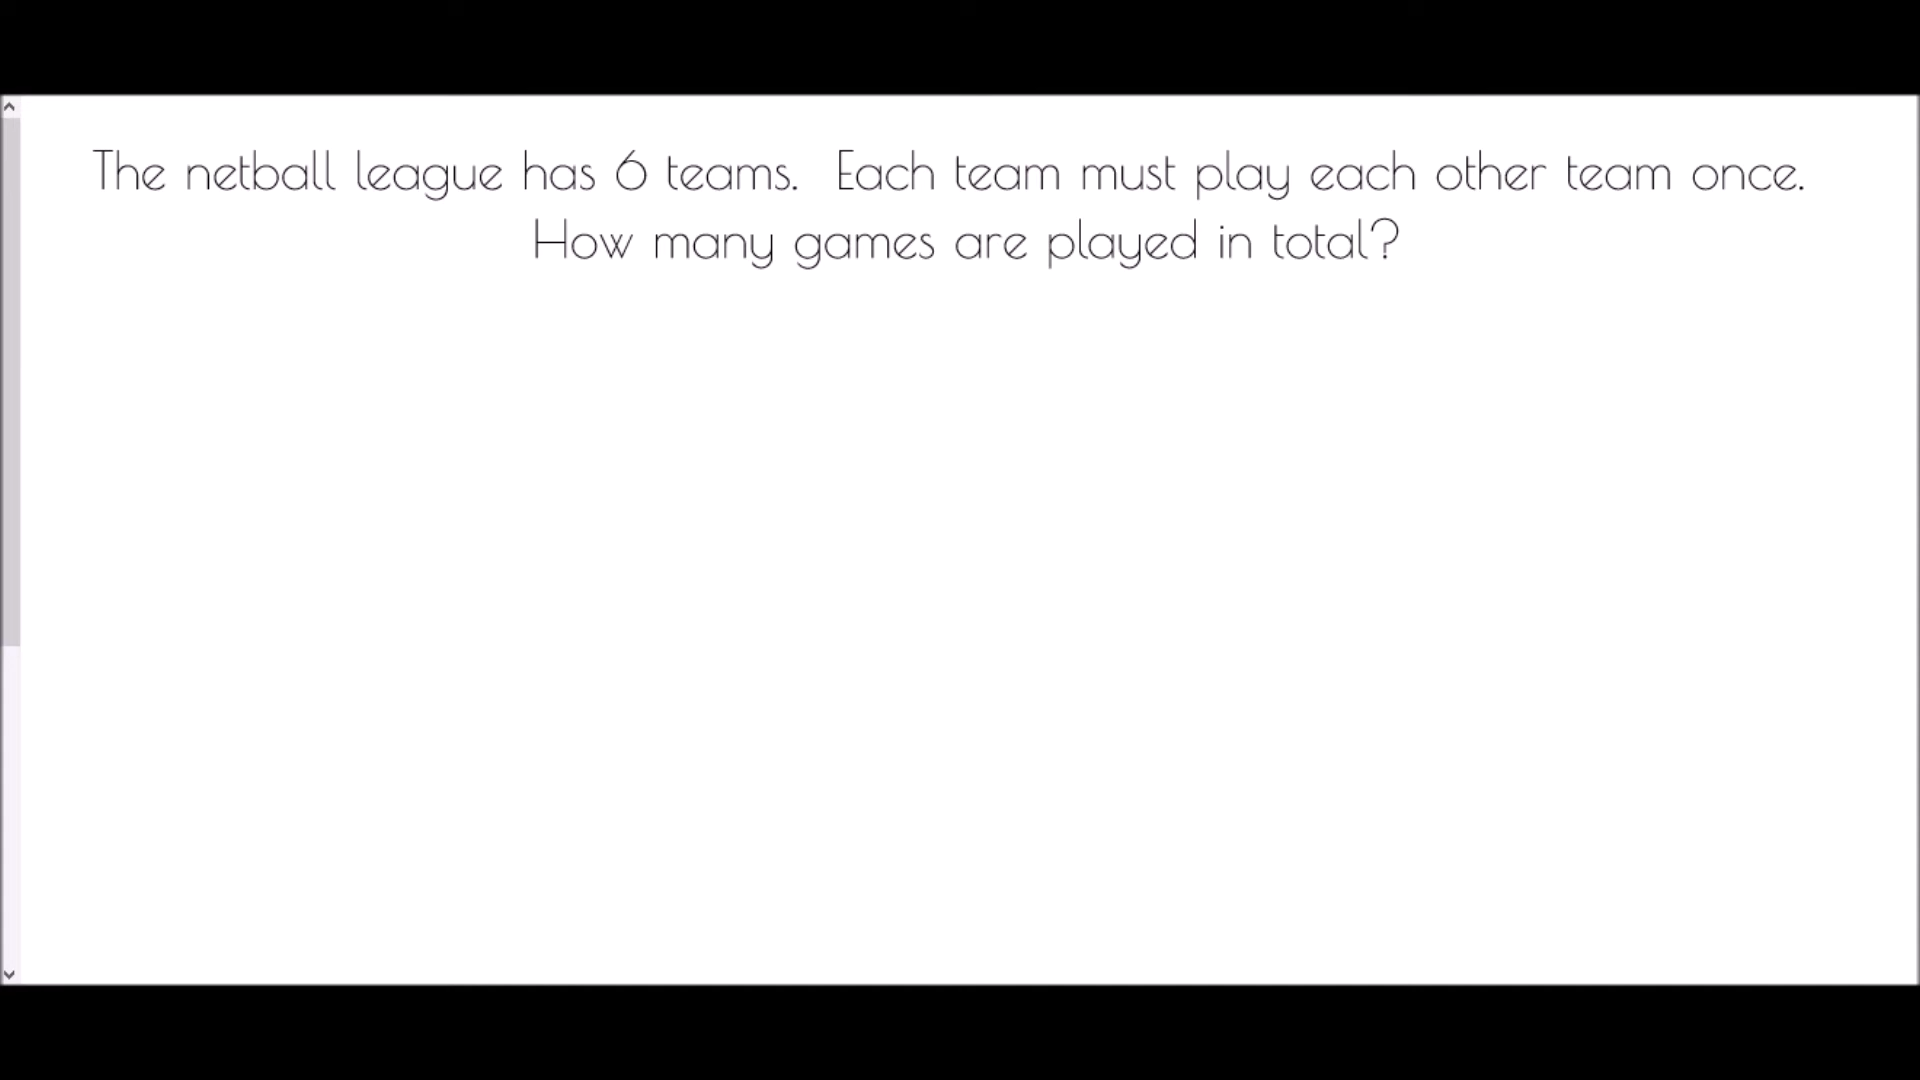 The netball league has 6 teams.  Each team must play each other team once.
How many games are played in total?